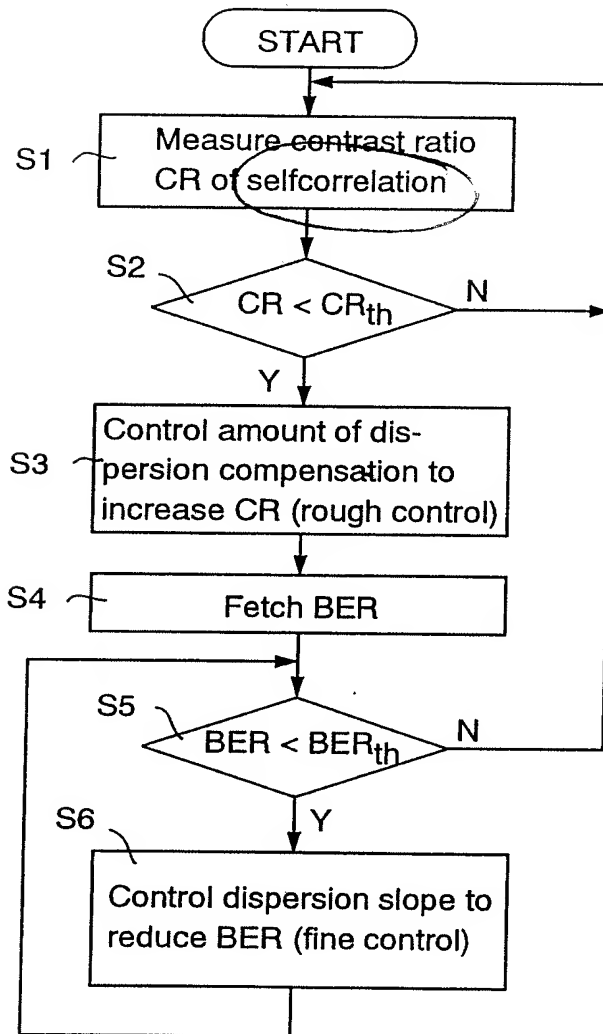 START
S1
Measure contrast ratio
CR of selfcorrelation
S2
CR < CRth
N
Y
S3
Control amount of dis-
persion compensation to
increase CR (rough control)
S4
Fetch BER
S5
BER < BERth
N
Y
S6
Control dispersion slope to
reduce BER (fine control)